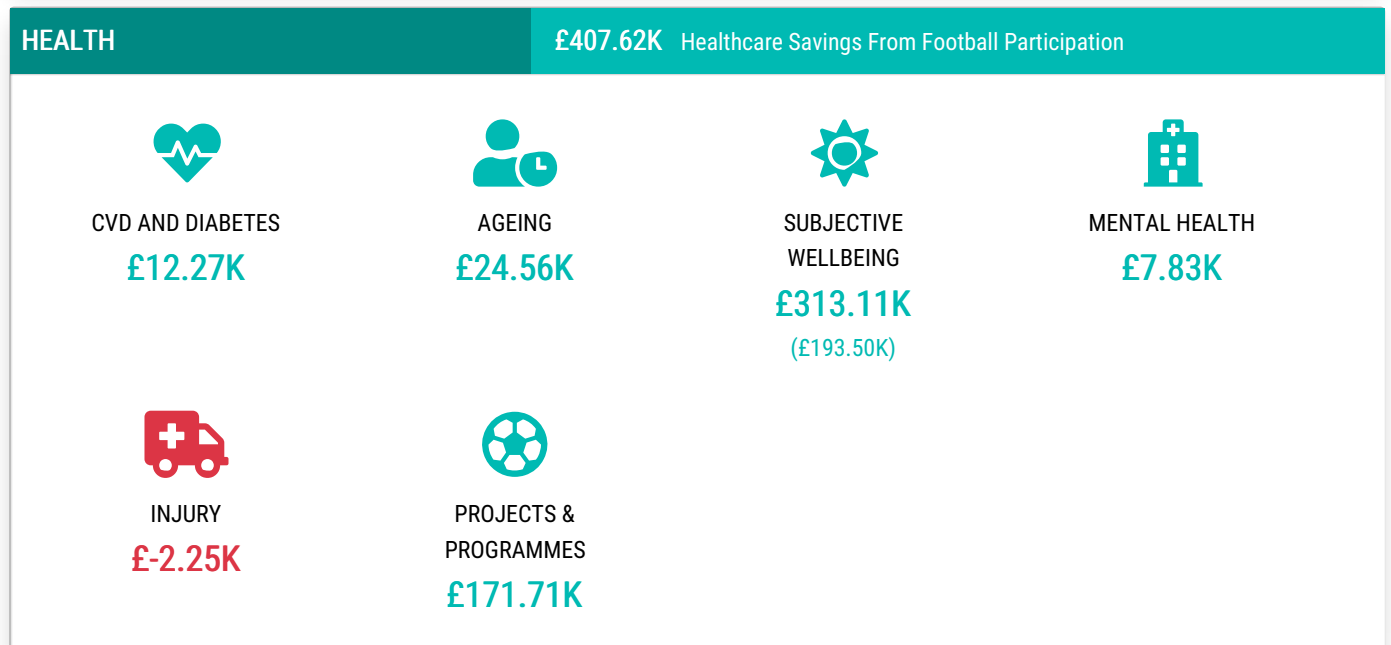 HEALTH
£407.62K Healthcare Savings From Football Participation
CVD AND DIABETES
£12.27K
AGEING
£24.56K
SUBJECTIVE
WELLBEING
£313.11K
(£193.50K)
MENTAL HEALTH
£7.83K
INJURY
£-2.25K
PROJECTS &
PROGRAMMES
£171.71K